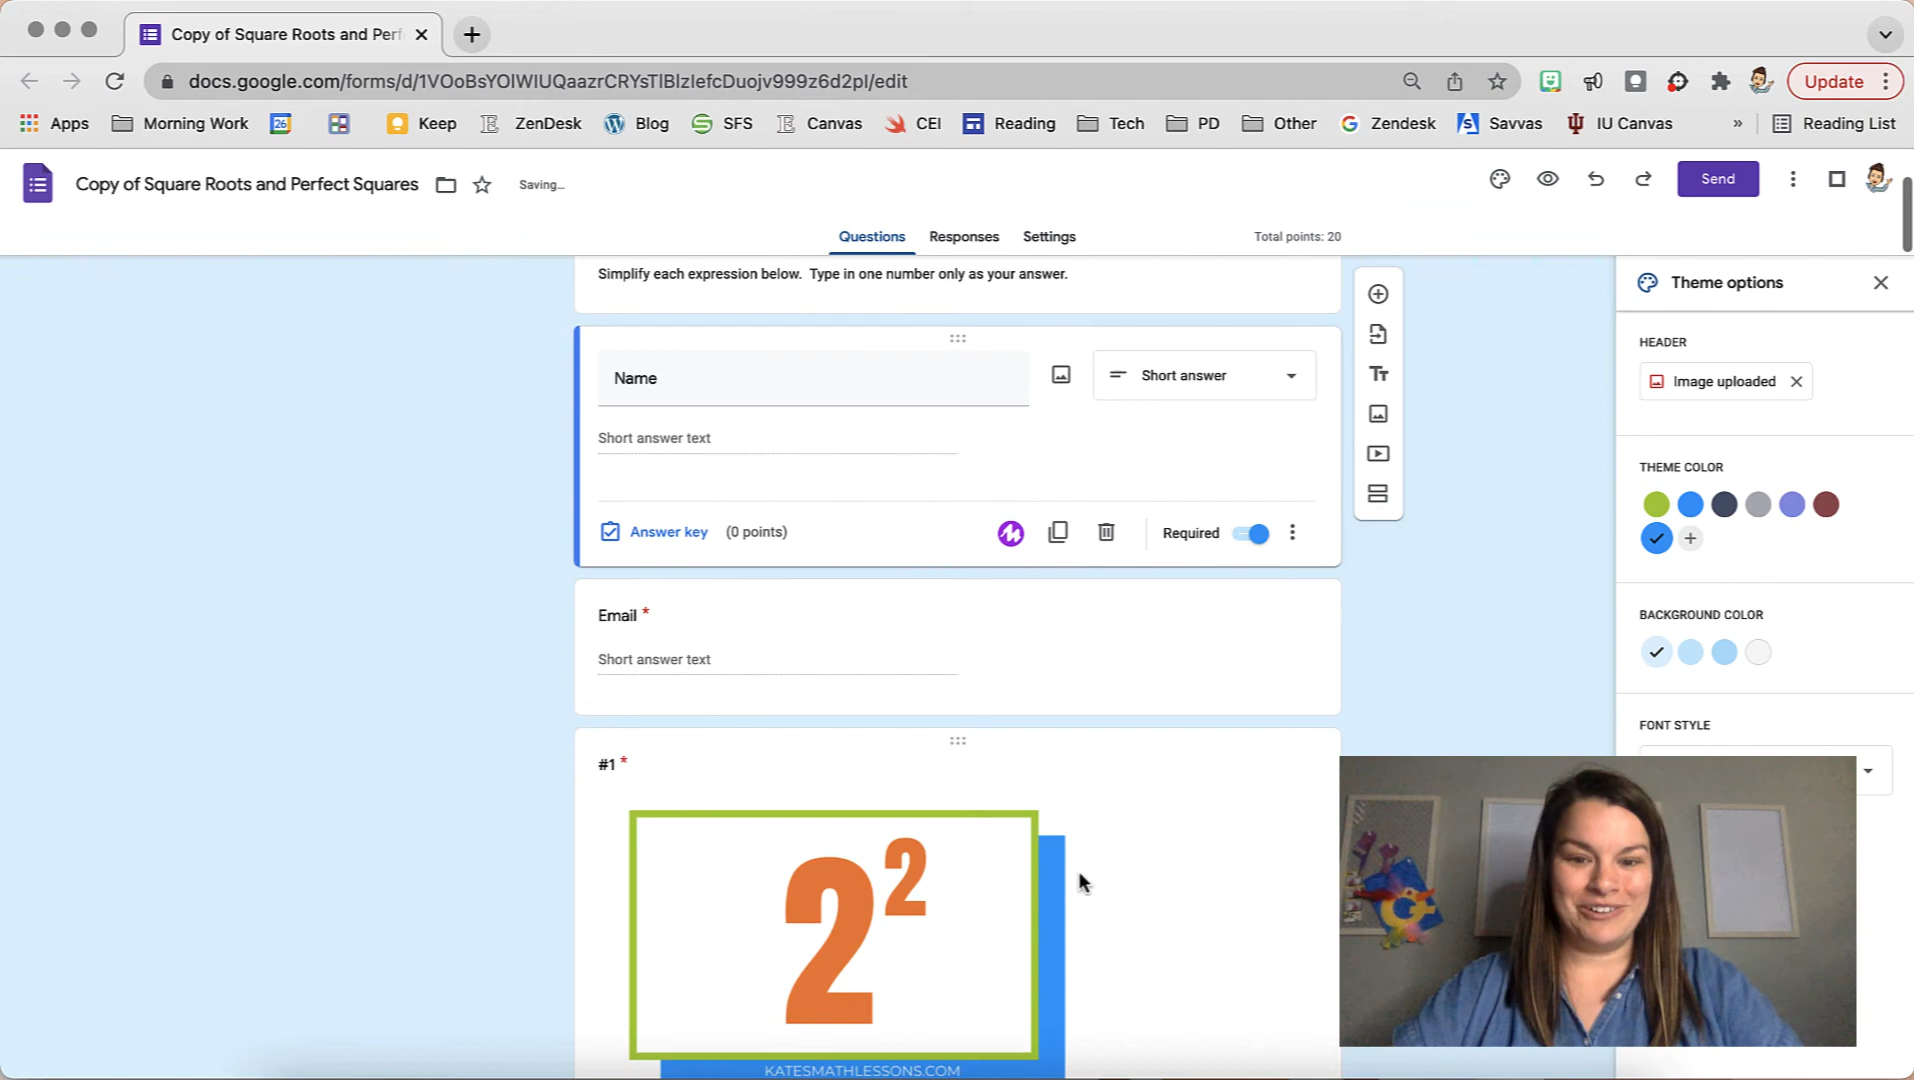 Copy of Square Roots and Perf
docs.google.com/forms/d/1VOoBsYOlWIUQaazrCRYsTlBlzIefcDuojv999z6d2pI/edit
Update
Apps
Morning Work
26
Keep
ZenDesk
Blog
SFS
Canvas
CEI
Reading
Tech
PD
Other
Zendesk
Savvas
IU Canvas
»
Reading List
Copy of Square Roots and Perfect Squares
Saving...
Send
Questions
Responses
Settings
Total points: 20
Simplify each expression below. Type in one number only as your answer.
Theme options
Name
Short answer
Short answer text
Answer key
(0 points)
Required
HEADER
Image uploaded
THEME COLOR
Email *
Short answer text
BACKGROUND COLOR
FONT STYLE
#1 *
2²
KATESMATHLESSONS.COM